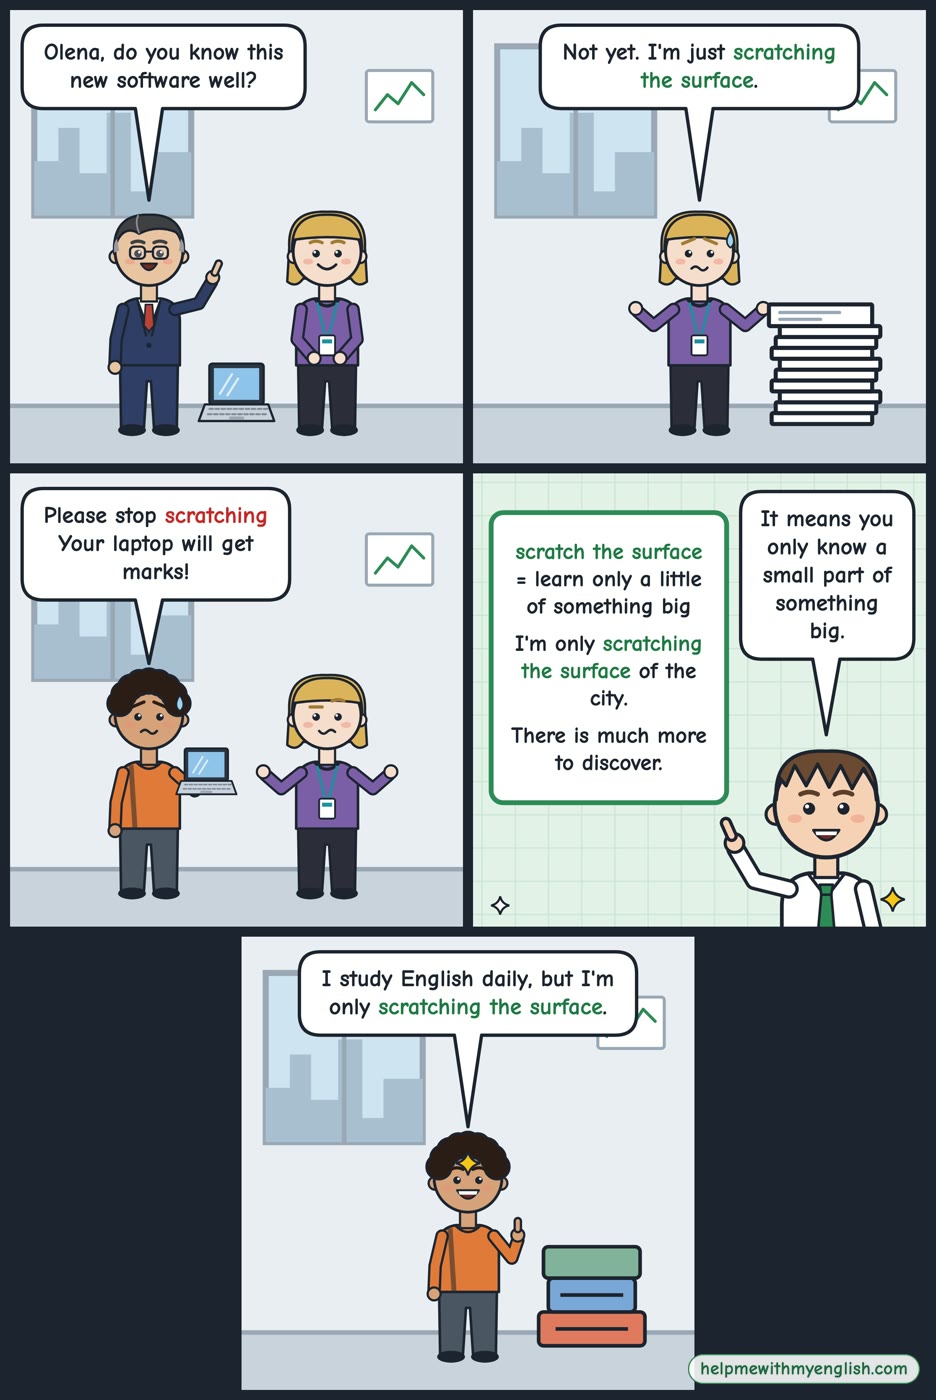 Olena, do you know this
new software well?
Not yet. I'm just scratching
the surface.
Please stop scratching
Your laptop will get
marks!
scratch the surface
= learn only a little
of something big
I'm only scratching
the surface of the
city.
There is much more
to discover.
It means you
only know a
small part of
something
big.
I study English daily, but I'm
only scratching the surface.
helpmewithmyenglish.com